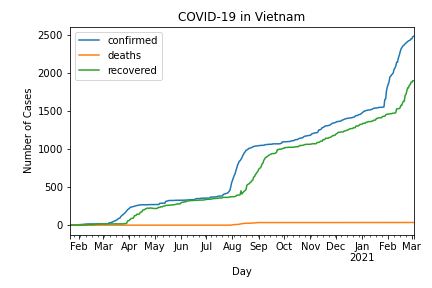 COVID-19 in Vietnam
2500
2000
1500
1000
500
0
Number of Cases
confirmed
deaths
recovered
Feb Mar Apr May Jun Jul Aug Sep Oct Nov Dec Jan Feb Mar
2021
Day